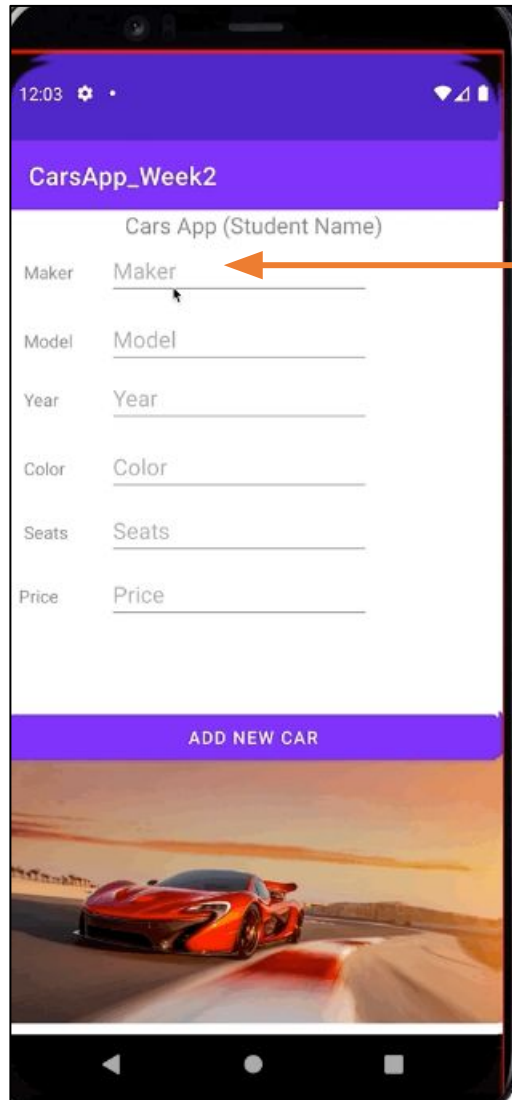 12:03
CarsApp_Week2
Cars App (Student Name)
Maker Maker
Model Model
Year Year
Color Color
Seats Seats
Price Price
ADD NEW CAR